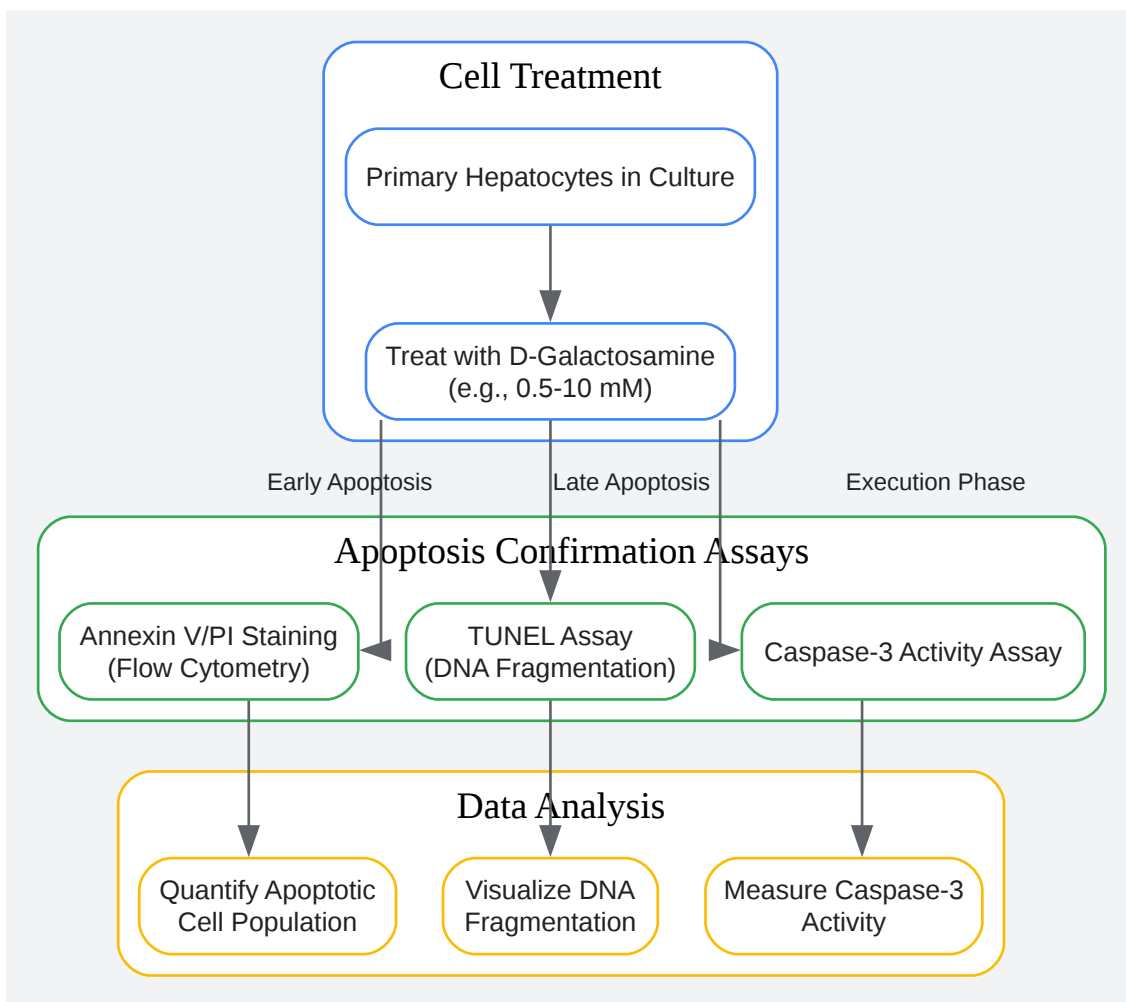 Cell Treatment
Primary Hepatocytes in Culture
Treat with D-Galactosamine
(e.g., 0.5-10 mM)
Early Apoptosis
Late Apoptosis
Execution Phase
Apoptosis Confirmation Assays
Annexin V/PI Staining
(Flow Cytometry)
TUNEL Assay
(DNA Fragmentation)
Caspase-3 Activity Assay
Data Analysis
Quantify Apoptotic
Cell Population
Visualize DNA
Fragmentation
Measure Caspase-3
Activity